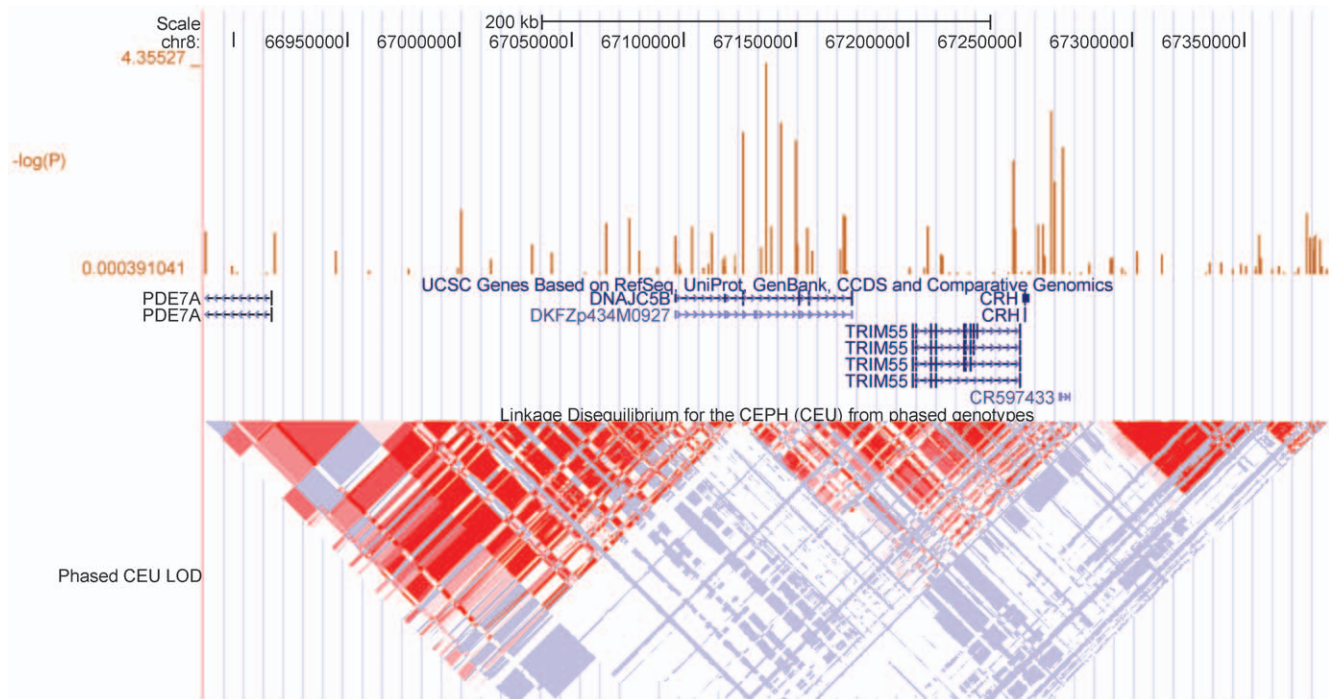 Scale 200 kb
chr8: 66950000 67000000 67050000 67100000 67150000 67200000 67250000 673000000 67350000
4.35527
-log(P)
0.000391041
UCSC Genes Based on RefSeq, UniProt, GenBank, CCDS and Comparative Genomics
PDE7A DNAJC5B CRH
PDE7A DKFZp434M0927 CRH
TRIM55
TRIM55
TRIM55
TRIM55
CR597433
Linkage Disequilibrium for the CEPH (CEU) from phased genotypes
Phased CEU LOD